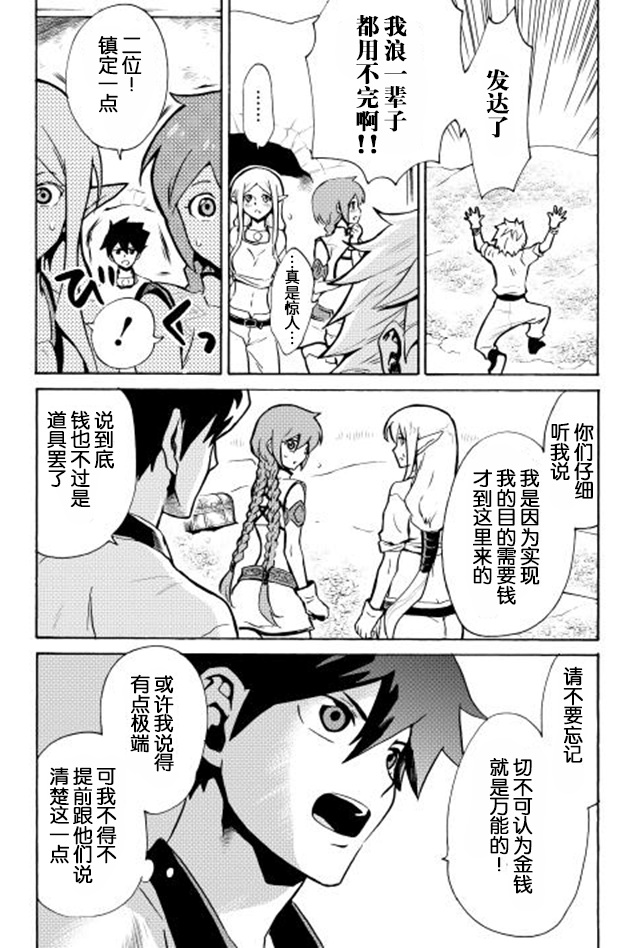 发达了
我浪一辈子
都用不完啊!!
……
…真是惊人…
二位!
镇定一点
びくっ
!
你们仔细
听我说
我是因为实现
我的目的需要钱
才到这里来的
说到底
钱也不过是
道具罢了
请不要忘记
切不可认为金钱
就是万能的!
或许我说得
有点极端
可我不得不
提前跟他们说
清楚这一点